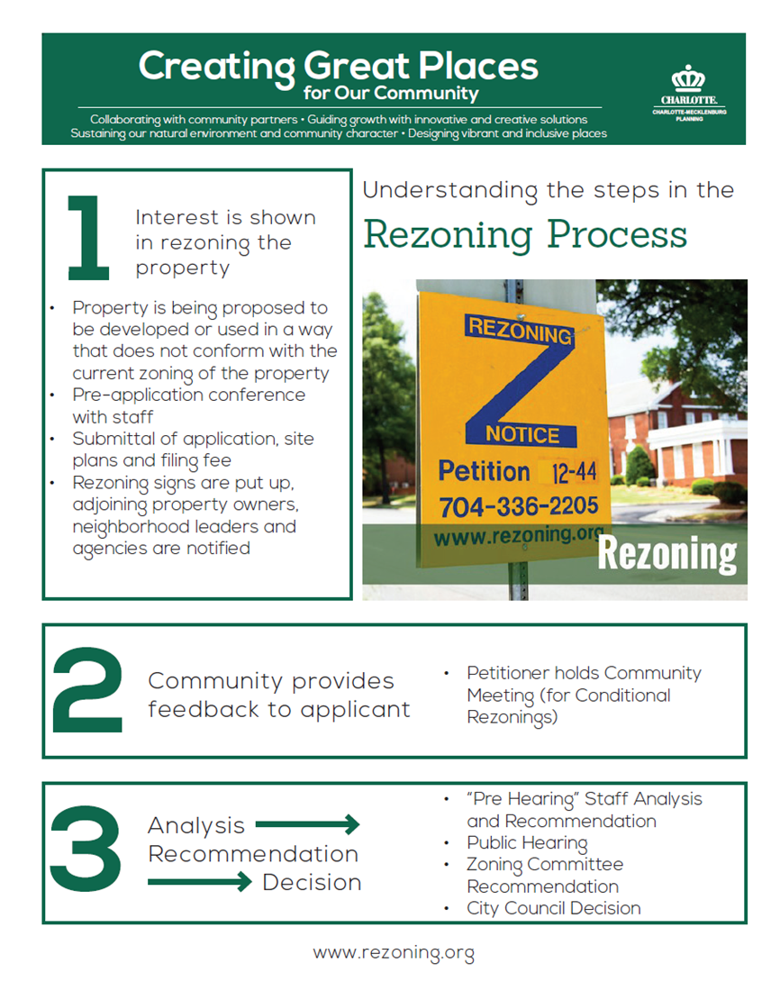 Creating Great Places
for Our Community
Collaborating with community partners • Guiding growth with innovative and creative solutions
Sustaining our natural environment and community character • Designing vibrant and inclusive places
CHARLOTTE.
CHARLOTTE-MECKLENBURG
PLANNING
1
Interest is shown
in rezoning the
property
• Property is being proposed to
be developed or used in a way
that does not conform with the
current zoning of the property
• Pre-application conference
with staff
• Submittal of application, site
plans and filing fee
• Rezoning signs are put up,
adjoining property owners,
neighborhood leaders and
agencies are notified
Understanding the steps in the
Rezoning Process
REZONING
Z
NOTICE
Petition 12-44
704-336-2205
www.rezoning.org
Rezoning
2
Community provides
feedback to applicant
• Petitioner holds Community
Meeting (for Conditional
Rezonings)
3
Analysis
Recommendation
Decision
• “Pre Hearing” Staff Analysis
and Recommendation
• Public Hearing
• Zoning Committee
Recommendation
• City Council Decision
www.rezoning.org